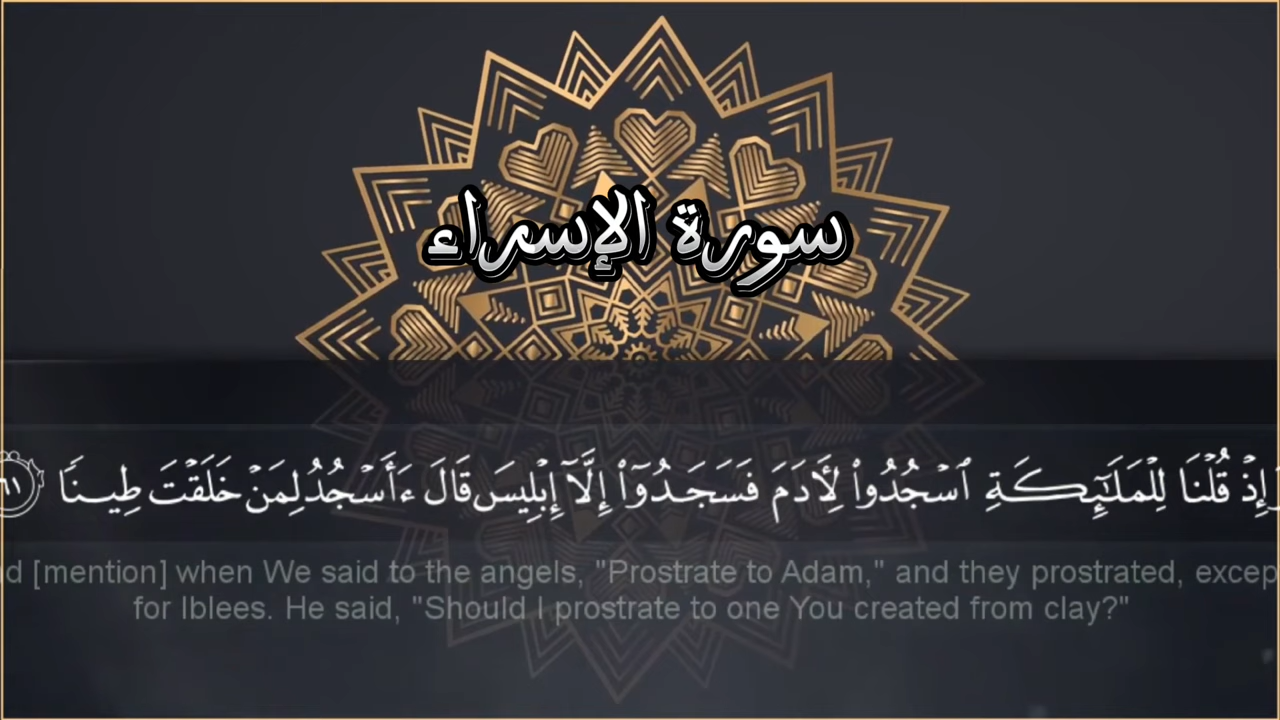 سورة الإسراء
وَإِذْ قُلْنَا لِلْمَلَٰٓئِكَةِ ٱسْجُدُوا۟ لِأَدَمَ فَسَجَدُوٓا۟ إِلَّآ إِبْلِيسَ قَالَ ءَأَسْجُدُ لِمَنْ خَلَقْتَ طِينًا ٦١
[mention] when We said to the angels, "Prostrate to Adam," and they prostrated,
for Iblees. He said, "Should I prostrate to one You created from clay?"